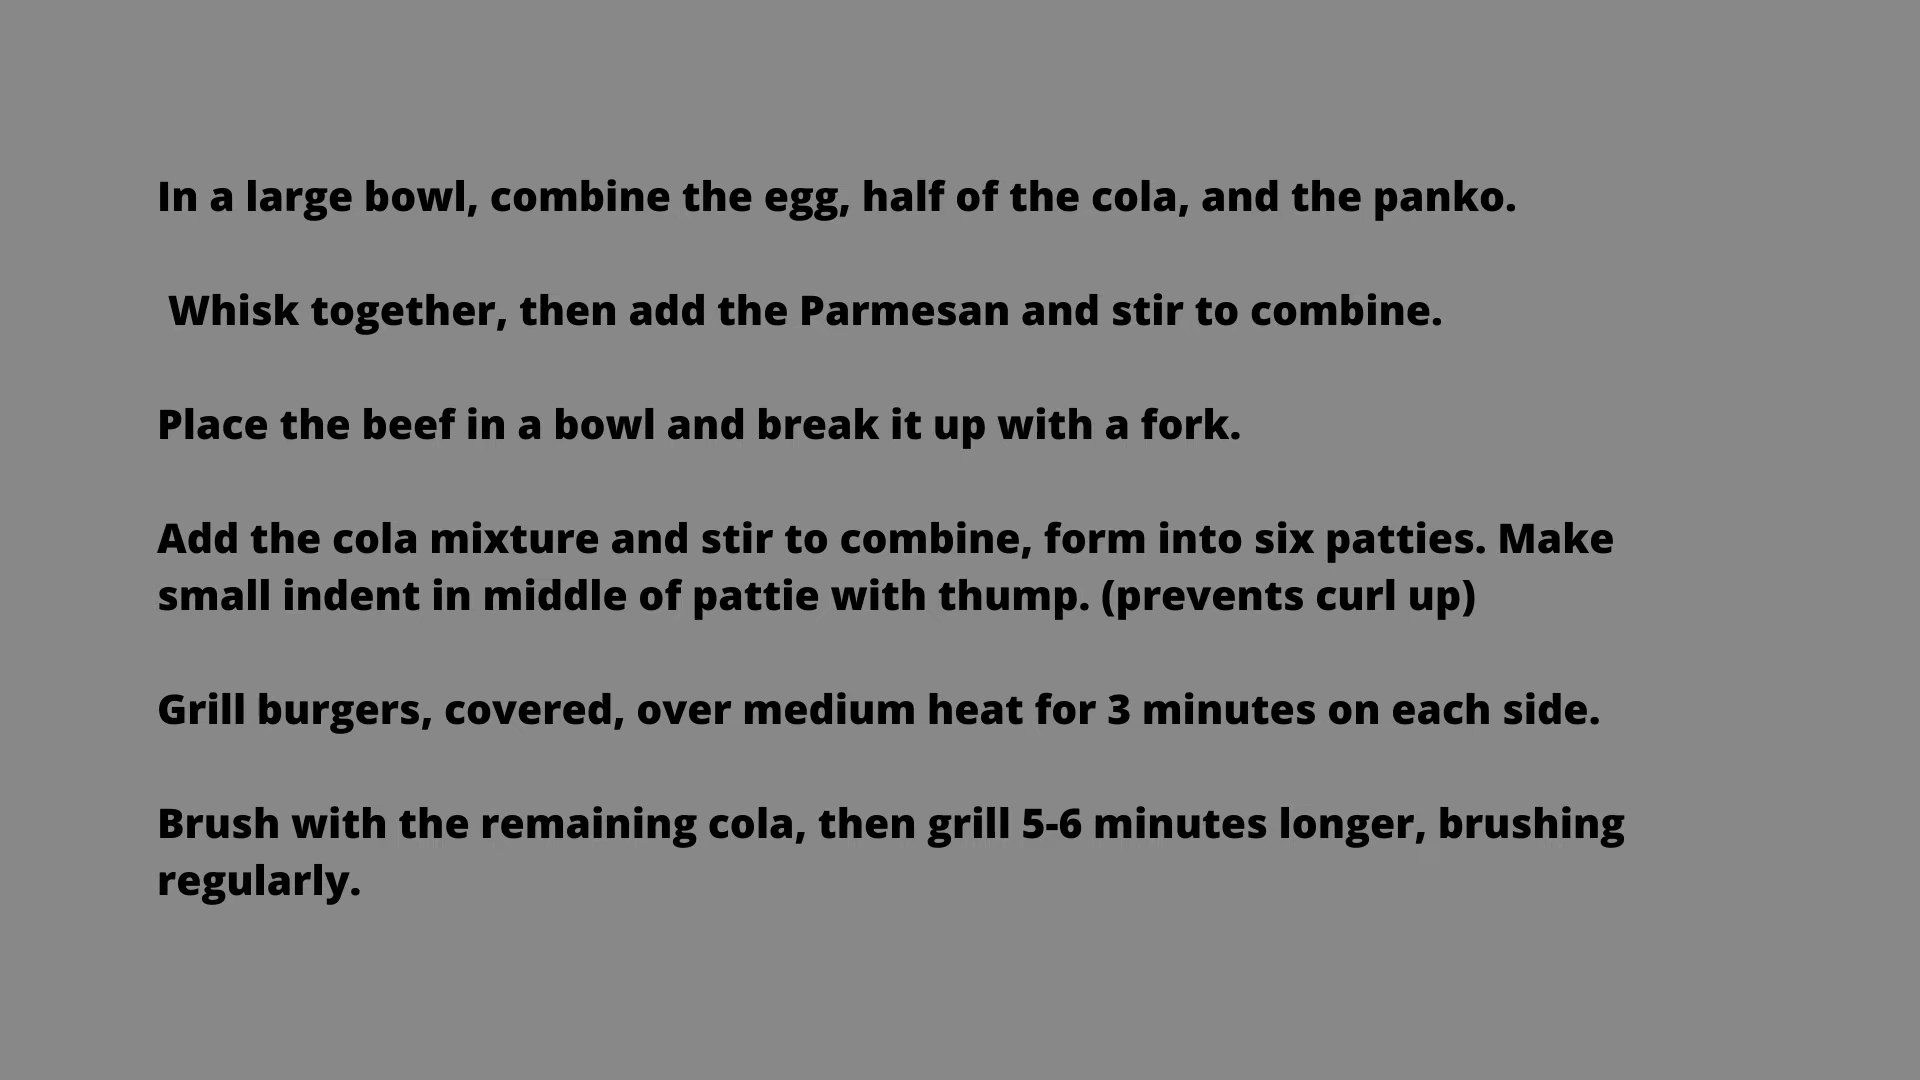 In a large bowl, combine the egg, half of the cola, and the panko.
Whisk together, then add the Parmesan and stir to combine.
Place the beef in a bowl and break it up with a fork.
Add the cola mixture and stir to combine, form into six patties. Make
small indent in middle of pattie with thump. (prevents curl up)
Grill burgers, covered, over medium heat for 3 minutes on each side.
Brush with the remaining cola, then grill 5-6 minutes longer, brushing
regularly.